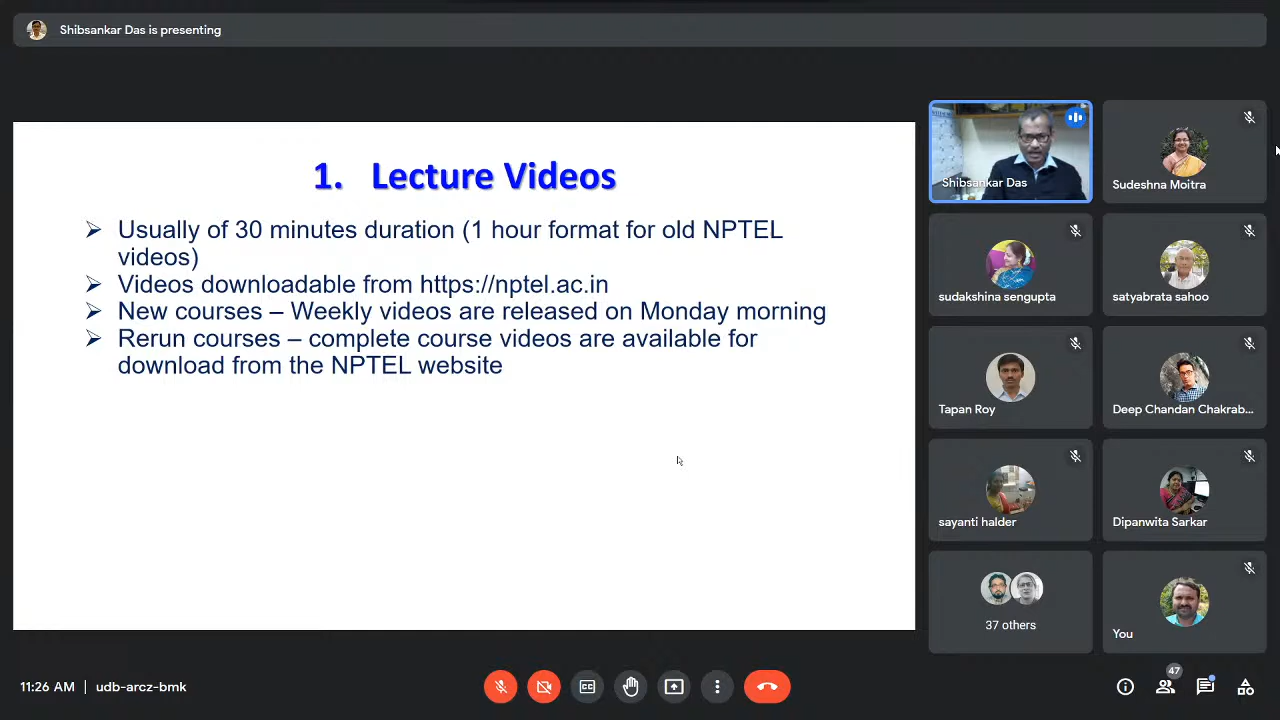 Shibsankar Das is presenting
1. Lecture Videos
➢ Usually of 30 minutes duration (1 hour format for old NPTEL
videos)
➢ Videos downloadable from https://nptel.ac.in
➢ New courses – Weekly videos are released on Monday morning
➢ Rerun courses – complete course videos are available for
download from the NPTEL website
Shibsankar Das
Sudeshna Moitra
sudakshina sengupta
satyabrata sahoo
Tapan Roy
Deep Chandan Chakrab...
sayanti halder
Dipanwita Sarkar
37 others
You
11:26 AM | udb-arcz-bmk
CC
47